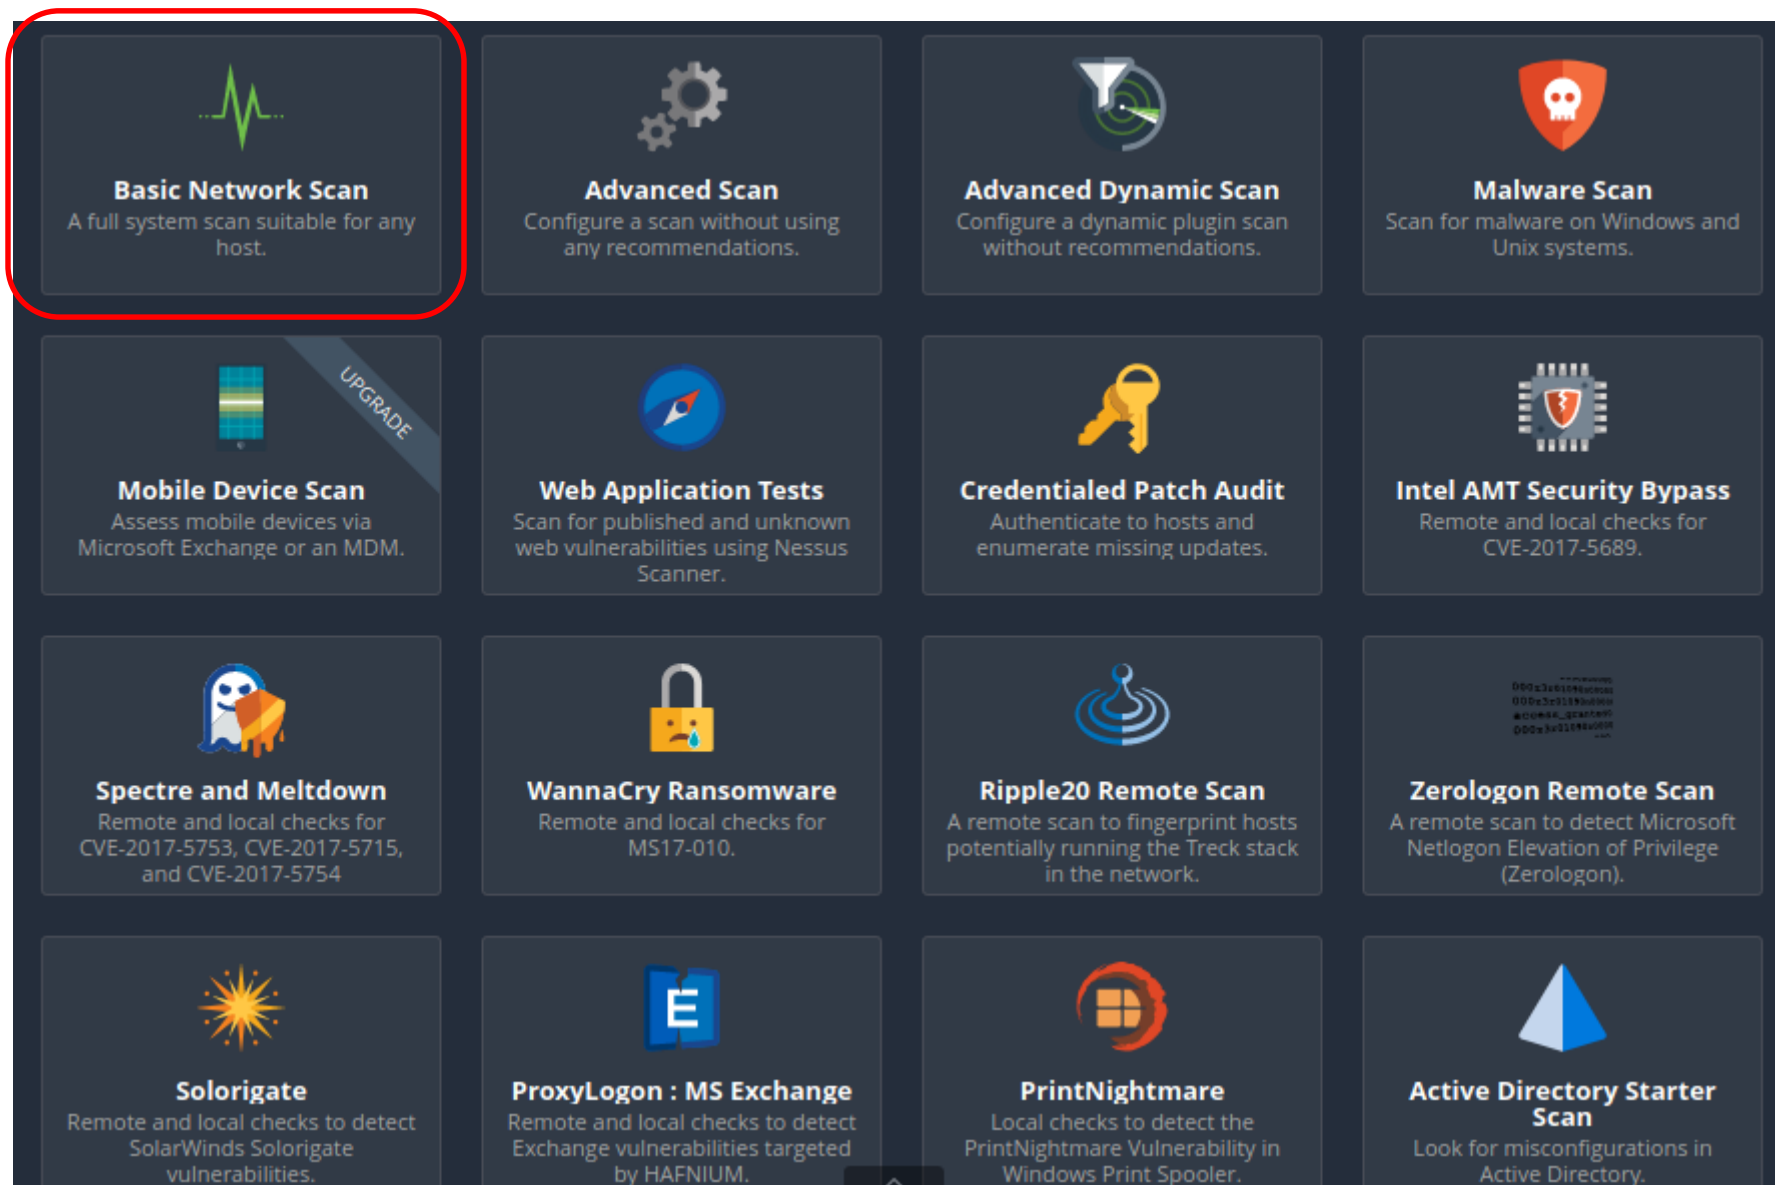 Basic Network Scan
A full system scan suitable for any
host.
Advanced Scan
Configure a scan without using
any recommendations.
Advanced Dynamic Scan
Configure a dynamic plugin scan
without recommendations.
Malware Scan
Scan for malware on Windows and
Unix systems.
UPGRADE
Mobile Device Scan
Assess mobile devices via
Microsoft Exchange or an MDM.
Web Application Tests
Scan for published and unknown
web vulnerabilities using Nessus
Scanner.
Credentialed Patch Audit
Authenticate to hosts and
enumerate missing updates.
Intel AMT Security Bypass
Remote and local checks for
CVE-2017-5689.
Spectre and Meltdown
Remote and local checks for
CVE-2017-5753, CVE-2017-5715,
and CVE-2017-5754
WannaCry Ransomware
Remote and local checks for
MS17-010.
Ripple20 Remote Scan
A remote scan to fingerprint hosts
potentially running the Treck stack
in the network.
Zerologon Remote Scan
A remote scan to detect Microsoft
Netlogon Elevation of Privilege
(Zerologon).
Solorigate
Remote and local checks to detect
SolarWinds Solorigate
vulnerabilities.
E
ProxyLogon : MS Exchange
Remote and local checks to detect
Exchange vulnerabilities targeted
by HAFNIUM.
PrintNightmare
Local checks to detect the
PrintNightmare Vulnerability in
Windows Print Spooler.
Active Directory Starter
Scan
Look for misconfigurations in
Active Directory.